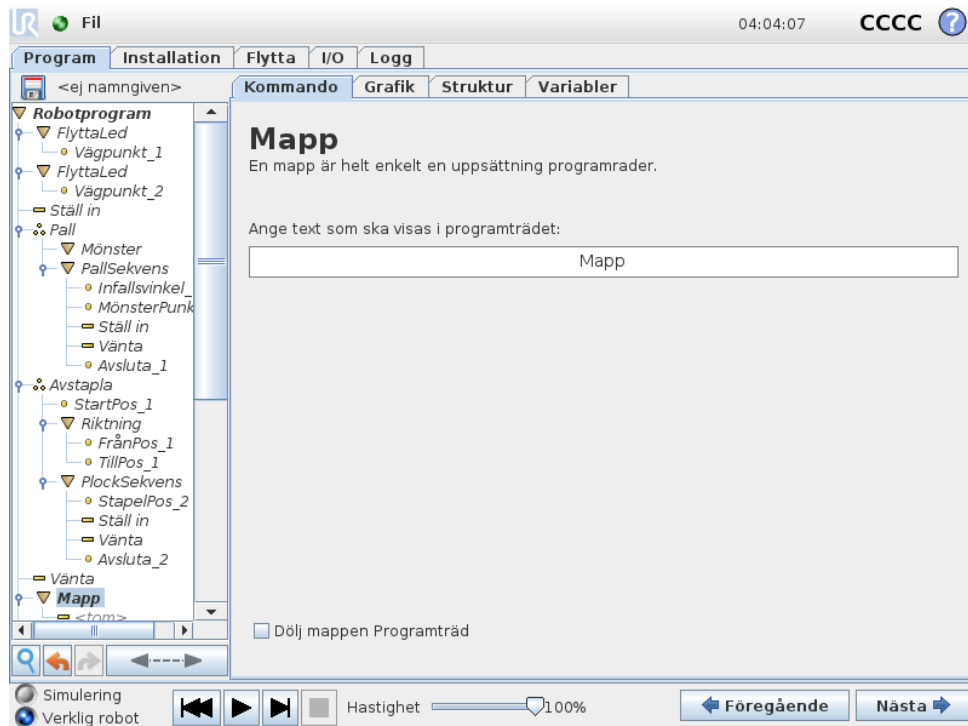 Fil
04:04:07
CCCC
?
Program Installation Flytta I/O Logg
<ej namngiven>
Kommando Grafik Struktur Variabler
Robotprogram
FlyttaLed
Vägpunkt_1
FlyttaLed
Vägpunkt_2
Ställ in
Pall
Mönster
PallSekvens
Infallsvinkel_
MönsterPunk
Ställ in
Vänta
Avsluta_1
Avstapla
StartPos_1
Riktning
FrånPos_1
TillPos_1
PlockSekvens
StapelPos_2
Ställ in
Vänta
Avsluta_2
Vänta
Mapp
<tom>
Mapp
En mapp är helt enkelt en uppsättning programrader.
Ange text som ska visas i programträdet:
Mapp
Dölj mappen Programträd
Simulering
Verklig robot
Hastighet 100%
Föregående Nästa